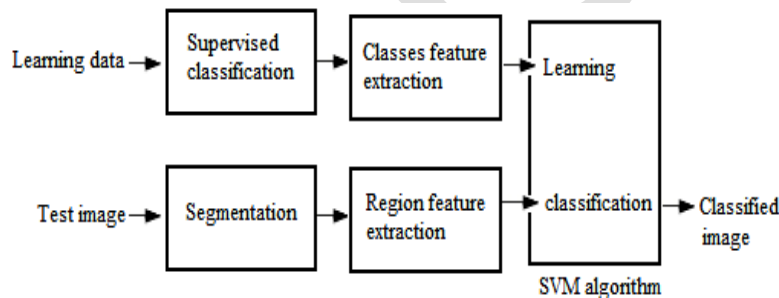 Learning data
Supervised
classification
Classes feature
extraction
Learning
Test image
Segmentation
Region feature
extraction
classification
Classified
image
SVM algorithm